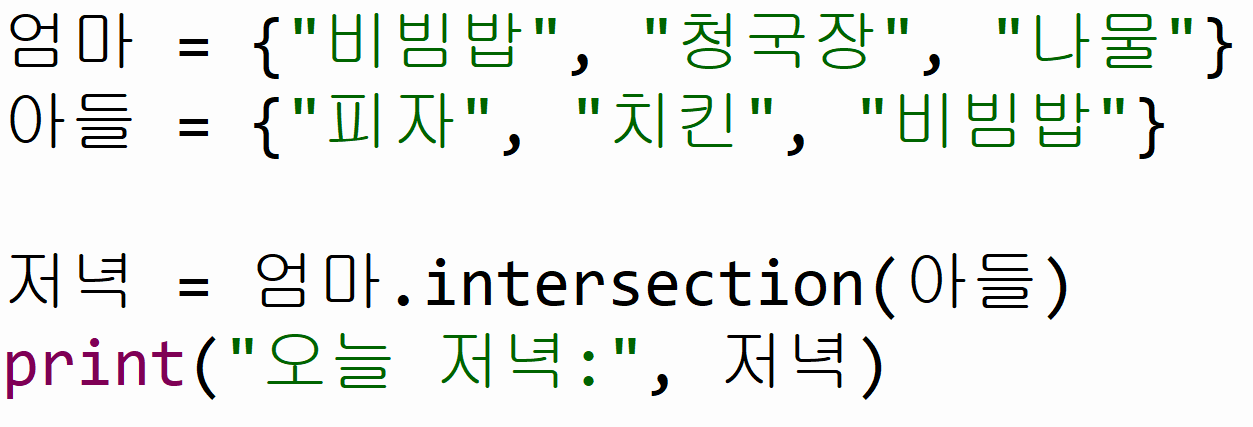 엄마 = {"비빔밥", "청국장", "나물"}
아들 = {"피자", "치킨", "비빔밥"}
저녁 = 엄마.intersection(아들)
print("오늘 저녁:", 저녁)